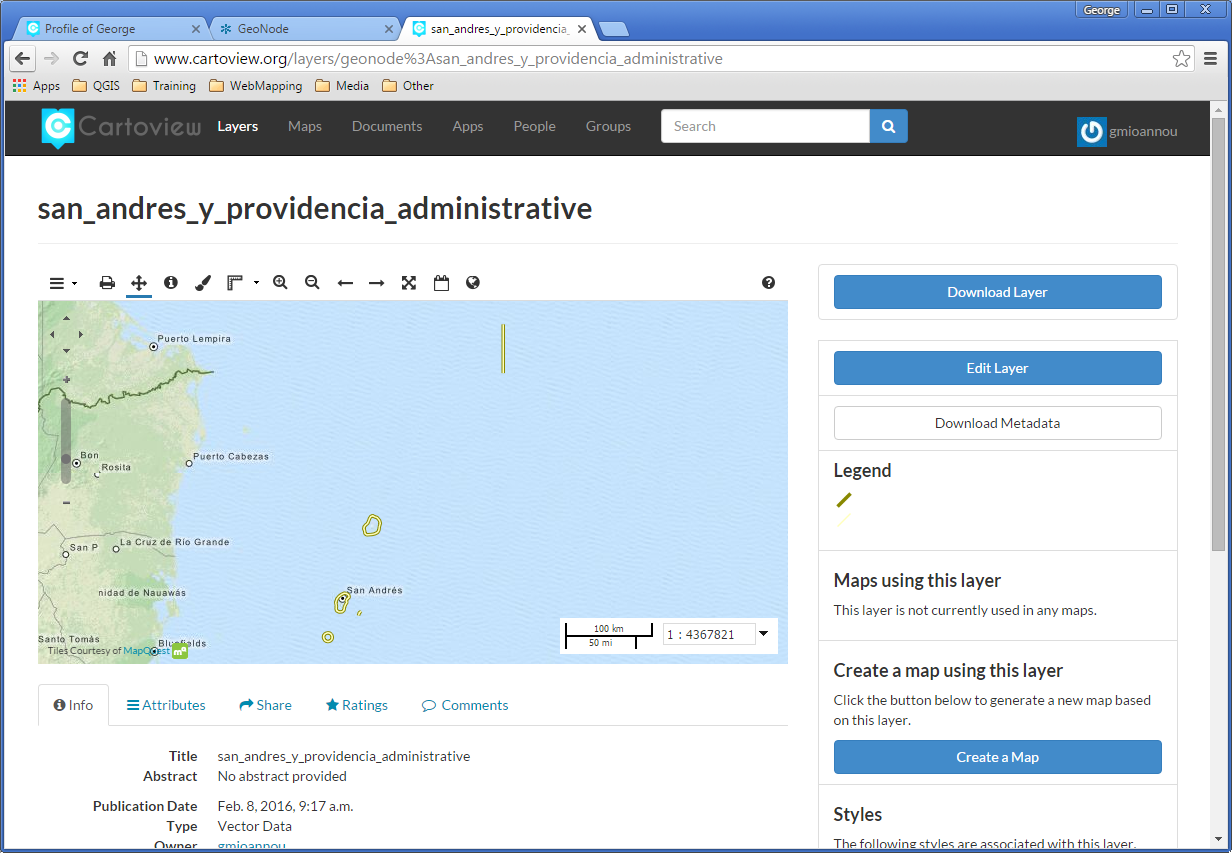 George
Profile of George
GeoNode
san_andres_y_providencia_
www.cartoview.org/layers/geonode%3Asan_andres_y_providencia_administrative
Apps QGIS Training WebMapping Media Other
Cartoview Layers Maps Documents Apps People Groups Search gmioannou
san_andres_y_providencia_administrative
Puerto Lempira
Bon
Rosita
Puerto Cabezas
San P
La Cruz de Río Grande
nidad de Nauawás
San Andrés
Santo Tomás
Bluefields
Tiles Courtesy of MapQuest
100 km
50 mi
1 : 4367821
Info Attributes Share Ratings Comments
Title san_andres_y_providencia_administrative
Abstract No abstract provided
Publication Date Feb. 8, 2016, 9:17 a.m.
Type Vector Data
Owner gmioannou
Download Layer
Edit Layer
Download Metadata
Legend
Maps using this layer
This layer is not currently used in any maps.
Create a map using this layer
Click the button below to generate a new map based
on this layer.
Create a Map
Styles
The following styles are associated with this layer.